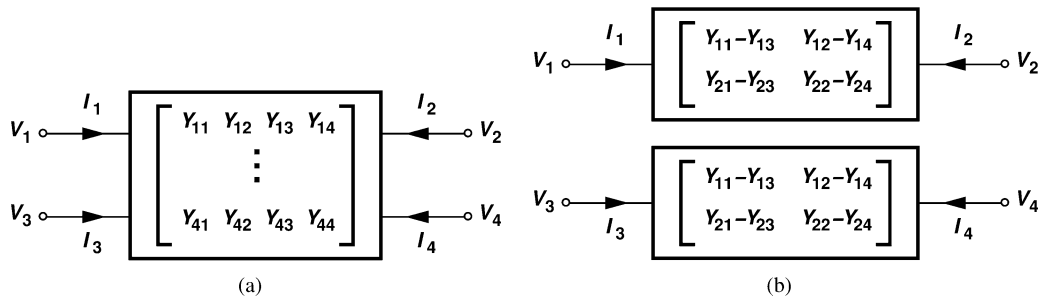 I1
I2
V1
V2
Y11 Y12 Y13 Y14
⋮
Y41 Y42 Y43 Y44
V3
V4
I3
I4
(a)
I1
I2
V1
V2
Y11–Y13 Y12–Y14
Y21–Y23 Y22–Y24
V3
V4
Y11–Y13 Y12–Y14
Y21–Y23 Y22–Y24
I3
I4
(b)